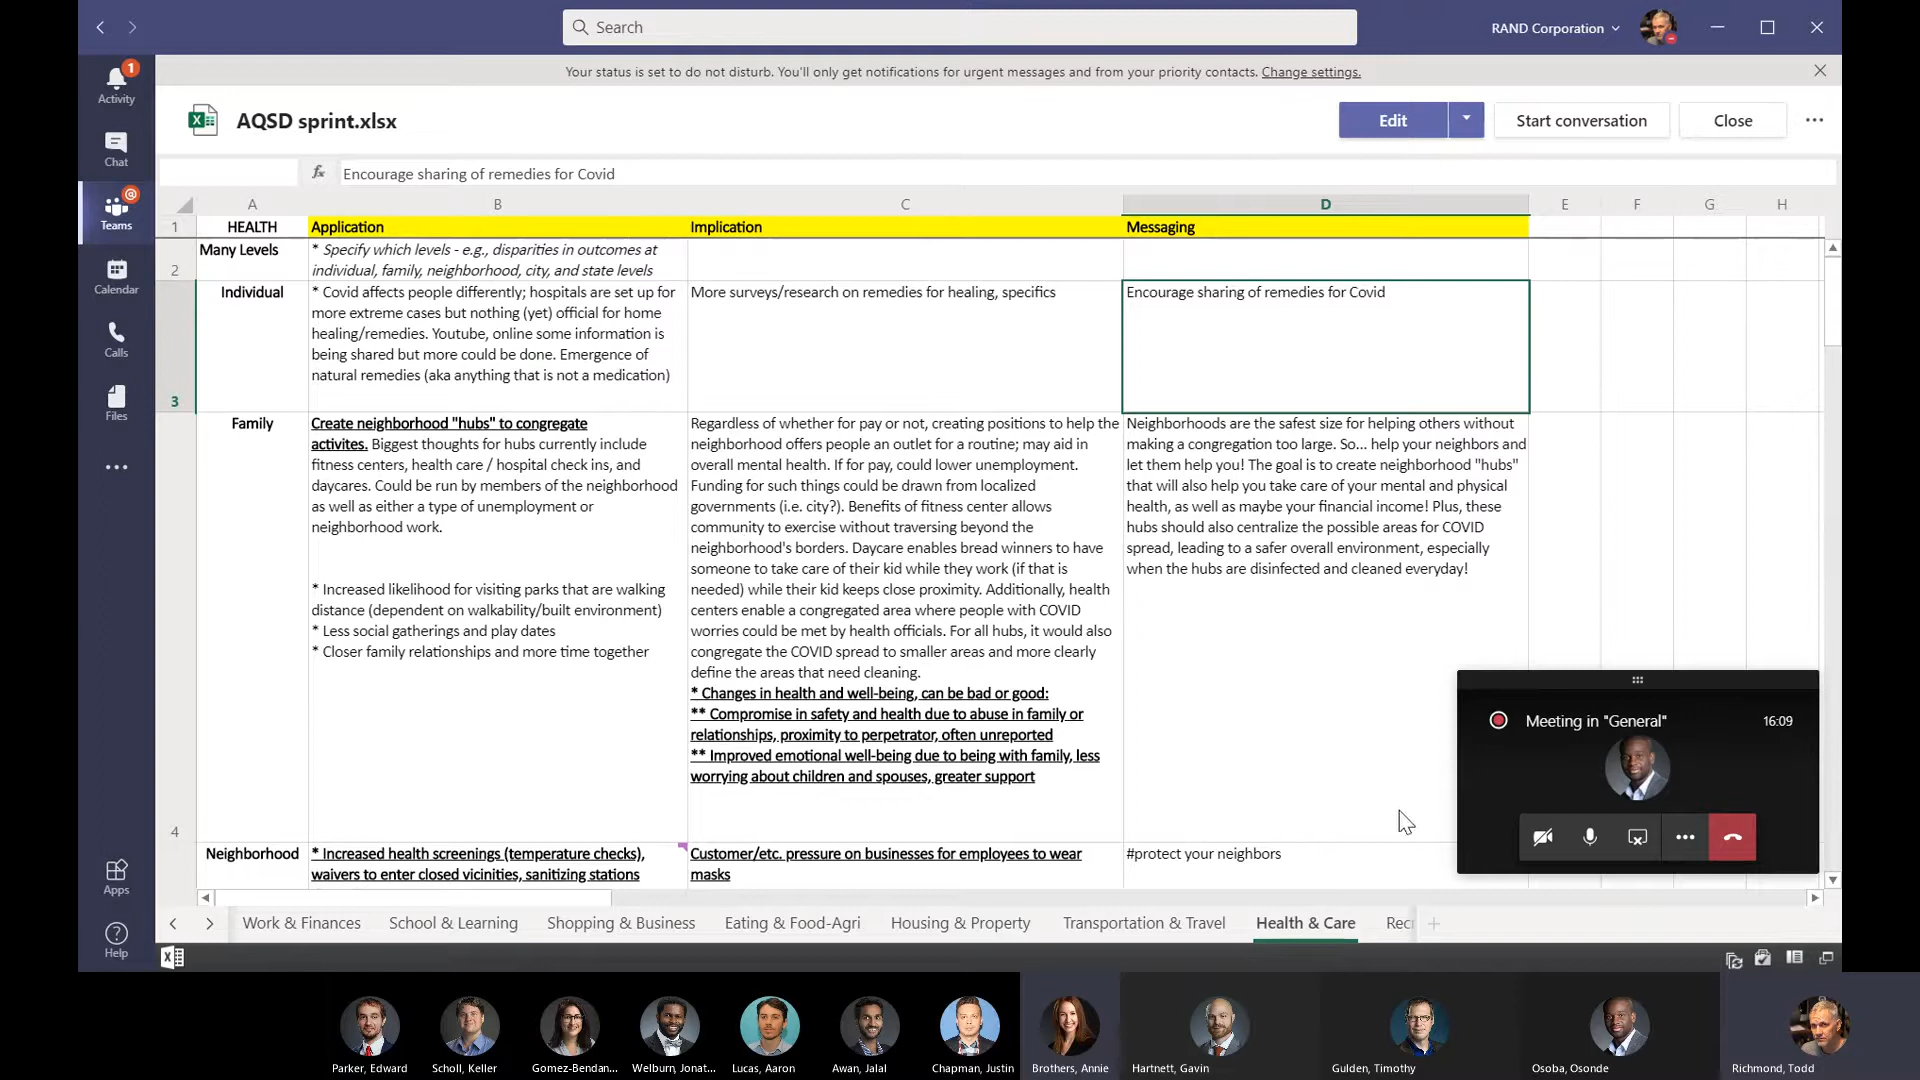 Search
RAND Corporation
Your status is set to do not disturb. You'll only get notifications for urgent messages and from your priority contacts. Change settings.
1
Activity
Chat
@
Teams
Calendar
Calls
Files
Apps
Help
AQSD sprint.xlsx
Edit
Start conversation
Close
fx
Encourage sharing of remedies for Covid
A B C D E F G H
1 HEALTH Application Implication Messaging
2 Many Levels
* Specify which levels - e.g., disparities in outcomes at
individual, family, neighborhood, city, and state levels
3 Individual
* Covid affects people differently; hospitals are set up for
more extreme cases but nothing (yet) official for home
healing/remedies. Youtube, online some information is
being shared but more could be done. Emergence of
natural remedies (aka anything that is not a medication)
More surveys/research on remedies for healing, specifics
Encourage sharing of remedies for Covid
4 Family
Create neighborhood "hubs" to congregate
activites. Biggest thoughts for hubs currently include
fitness centers, health care / hospital check ins, and
daycares. Could be run by members of the neighborhood
as well as either a type of unemployment or
neighborhood work.
* Increased likelihood for visiting parks that are walking
distance (dependent on walkability/built environment)
* Less social gatherings and play dates
* Closer family relationships and more time together
Regardless of whether for pay or not, creating positions to help the
neighborhood offers people an outlet for a routine; may aid in
overall mental health. If for pay, could lower unemployment.
Funding for such things could be drawn from localized
governments (i.e. city?). Benefits of fitness center allows
community to exercise without traversing beyond the
neighborhood's borders. Daycare enables bread winners to have
someone to take care of their kid while they work (if that is
needed) while their kid keeps close proximity. Additionally, health
centers enable a congregated area where people with COVID
worries could be met by health officials. For all hubs, it would also
congregate the COVID spread to smaller areas and more clearly
define the areas that need cleaning.
* Changes in health and well-being, can be bad or good:
** Compromise in safety and health due to abuse in family or
relationships, proximity to perpetrator, often unreported
** Improved emotional well-being due to being with family, less
worrying about children and spouses, greater support
Neighborhoods are the safest size for helping others without
making a congregation too large. So... help your neighbors and
let them help you! The goal is to create neighborhood "hubs"
that will also help you take care of your mental and physical
health, as well as maybe your financial income! Plus, these
hubs should also centralize the possible areas for COVID
spread, leading to a safer overall environment, especially
when the hubs are disinfected and cleaned everyday!
Neighborhood
* Increased health screenings (temperature checks),
waivers to enter closed vicinities, sanitizing stations
Customer/etc. pressure on businesses for employees to wear
masks
#protect your neighbors
Meeting in "General" 16:09
Work & Finances School & Learning Shopping & Business Eating & Food-Agri Housing & Property Transportation & Travel Health & Care Recr
Parker, Edward
Scholl, Keller
Gomez-Bendan...
Welburn, Jonat...
Lucas, Aaron
Awan, Jalal
Chapman, Justin
Brothers, Annie
Hartnett, Gavin
Gulden, Timothy
Osoba, Osonde
Richmond, Todd